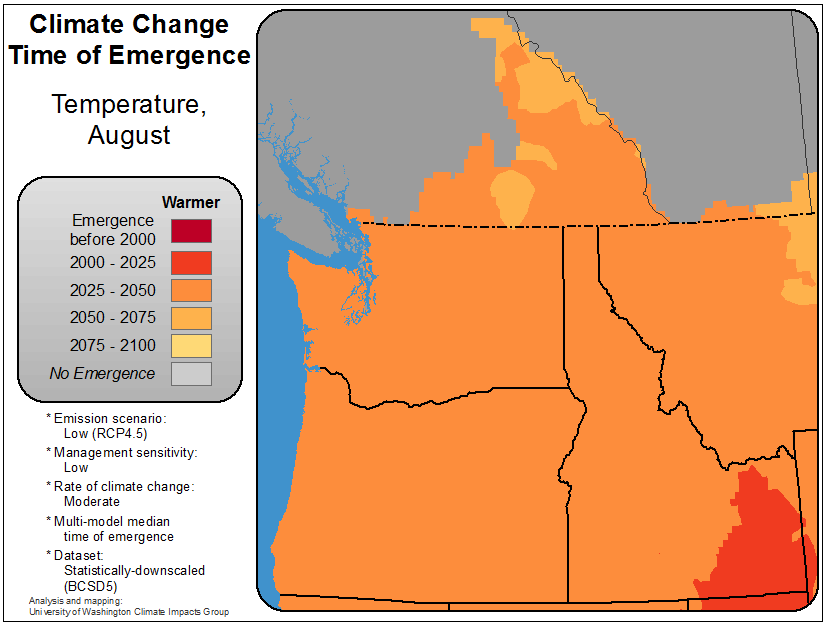 Climate Change
Time of Emergence
Temperature,
August
Warmer
Emergence
before 2000
2000 - 2025
2025 - 2050
2050 - 2075
2075 - 2100
No Emergence
* Emission scenario:
Low (RCP4.5)
* Management sensitivity:
Low
* Rate of climate change:
Moderate
* Multi-model median
time of emergence
* Dataset:
Statistically-downscaled
(BCSD5)
Analysis and mapping:
University of Washington Climate Impacts Group